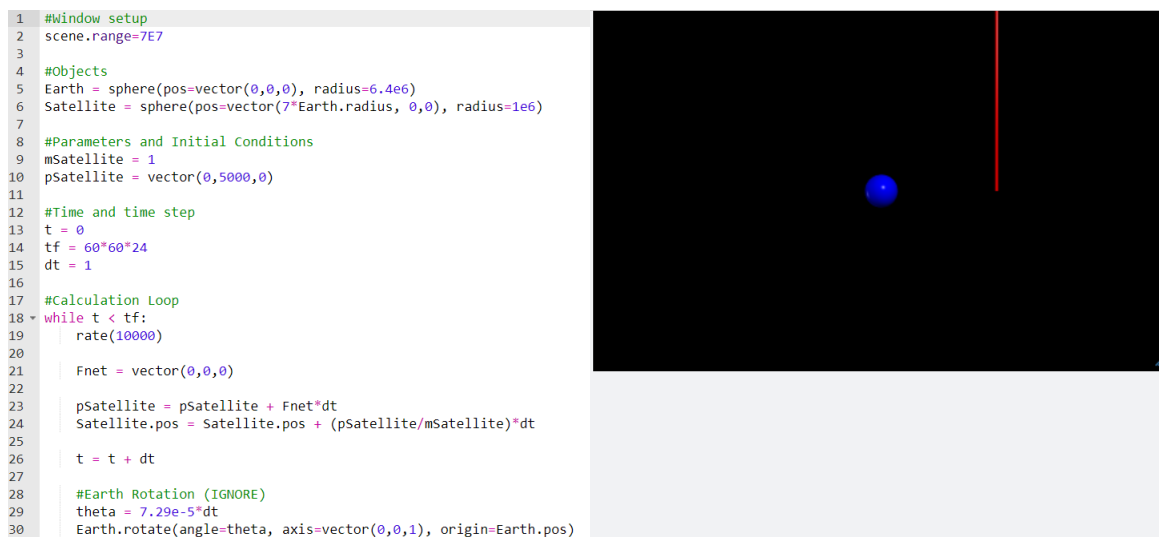 1 #Window setup
2 scene.range=7E7
3
4 #Objects
5 Earth = sphere(pos=vector(0,0,0), radius=6.4e6)
6 Satellite = sphere(pos=vector(7*Earth.radius, 0,0), radius=1e6)
7
8 #Parameters and Initial Conditions
9 mSatellite = 1
10 pSatellite = vector(0,5000,0)
11
12 #Time and time step
13 t = 0
14 tf = 60*60*24
15 dt = 1
16
17 #Calculation Loop
18 while t < tf:
19 rate(10000)
20
21 Fnet = vector(0,0,0)
22
23 pSatellite = pSatellite + Fnet*dt
24 Satellite.pos = Satellite.pos + (pSatellite/mSatellite)*dt
25
26 t = t + dt
27
28 #Earth Rotation (IGNORE)
29 theta = 7.29e-5*dt
30 Earth.rotate(angle=theta, axis=vector(0,0,1), origin=Earth.pos)